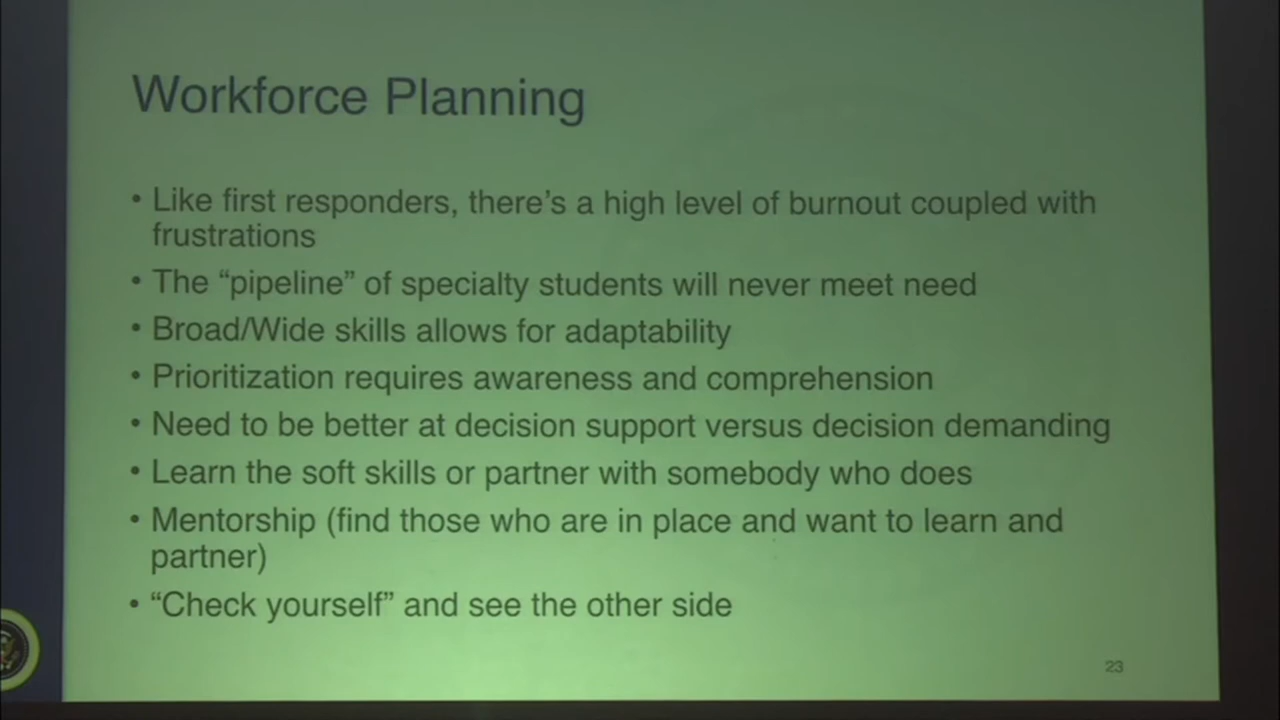 Workforce Planning
• Like first responders, there's a high level of burnout coupled with
frustrations
• The “pipeline” of specialty students will never meet need
• Broad/Wide skills allows for adaptability
• Prioritization requires awareness and comprehension
• Need to be better at decision support versus decision demanding
• Learn the soft skills or partner with somebody who does
• Mentorship (find those who are in place and want to learn and
partner)
• “Check yourself” and see the other side
23